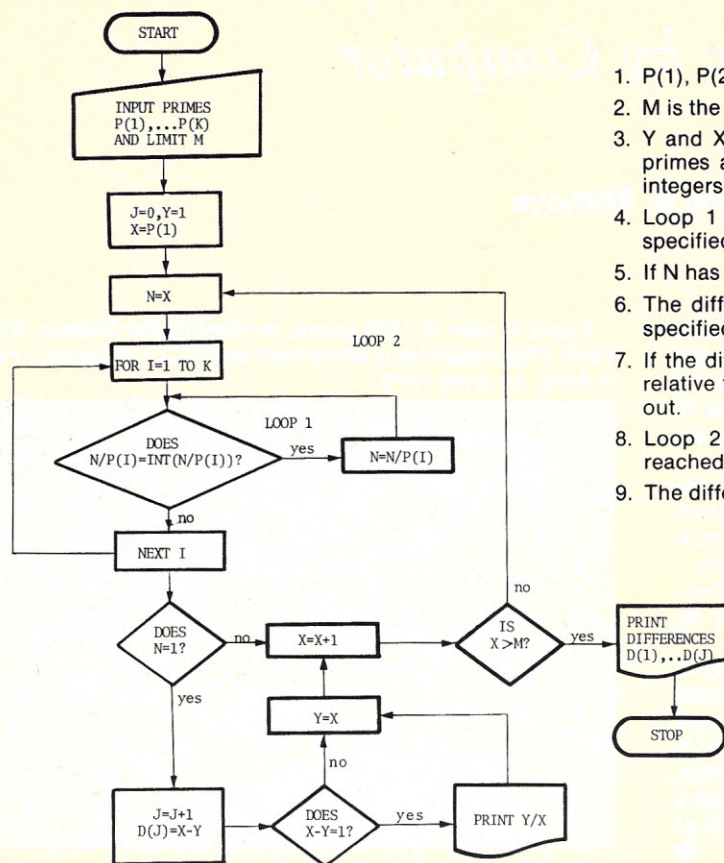 START
INPUT PRIMES
P(1),...P(K)
AND LIMIT M
J=0,Y=1
X=P(1)
N=X
LOOP 2
FOR I=1 TO K
LOOP 1
DOES
N/P(I)=INT(N/P(I))?
yes
N=N/P(I)
no
NEXT I
no
DOES
N=1?
no
X=X+1
IS
X>M?
yes
PRINT
DIFFERENCES
D(1),..D(J)
yes
Y=X
STOP
no
J=J+1
D(J)=X-Y
DOES
X-Y=1?
yes
PRINT Y/X
1. P(1), P(2
2. M is the
3. Y and X
primes a
integers
4. Loop 1
specified
5. If N has
6. The diff
specified
7. If the di
relative t
out.
8. Loop 2
reached
9. The diffe